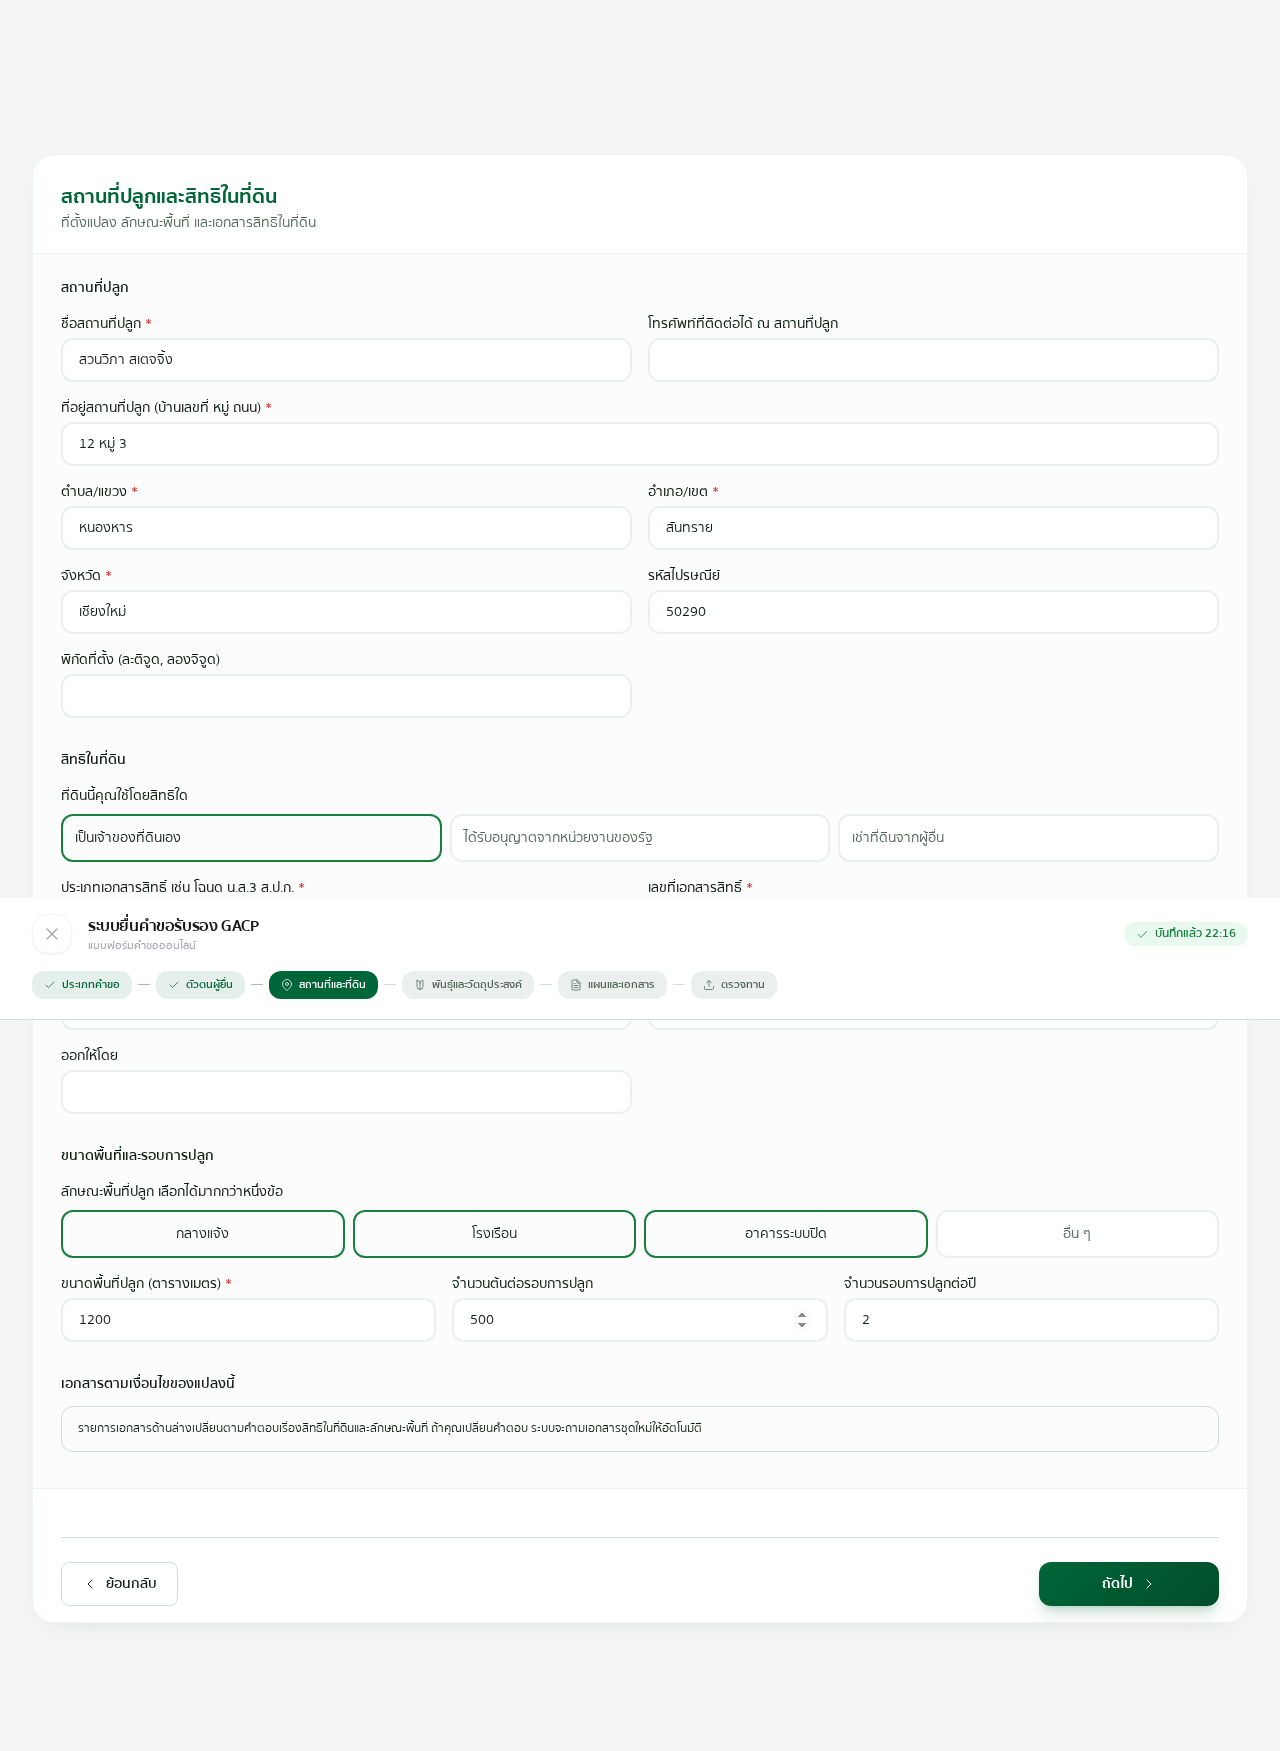 สถานที่ปลูกและสิทธิในที่ดิน
ที่ตั้งแปลง ลักษณะพื้นที่ และเอกสารสิทธิในที่ดิน
สถานที่ปลูก
ชื่อสถานที่ปลูก *
โทรศัพท์ที่ติดต่อได้ ณ สถานที่ปลูก
สวนวิภา สเตจจิ้ง
ที่อยู่สถานที่ปลูก (บ้านเลขที่ หมู่ ถนน) *
12 หมู่ 3
ตำบล/แขวง *
อำเภอ/เขต *
หนองหาร
สันทราย
จังหวัด *
รหัสไปรษณีย์
เชียงใหม่
50290
พิกัดที่ตั้ง (ละติจูด, ลองจิจูด)
สิทธิในที่ดิน
ที่ดินนี้คุณใช้โดยสิทธิใด
เป็นเจ้าของที่ดินเอง
ได้รับอนุญาตจากหน่วยงานของรัฐ
เช่าที่ดินจากผู้อื่น
ประเภทเอกสารสิทธิ์ เช่น โฉนด น.ส.3 ส.ป.ก. *
เลขที่เอกสารสิทธิ์ *
ระบบยื่นคำขอรับรอง GACP
แบบฟอร์มคำขอออนไลน์
บันทึกแล้ว 22:16
ประเภทคำขอ
ตัวตนผู้ยื่น
สถานที่และที่ดิน
พันธุ์และวัตถุประสงค์
แผนและเอกสาร
ตรวจทาน
ออกให้โดย
ขนาดพื้นที่และรอบการปลูก
ลักษณะพื้นที่ปลูก เลือกได้มากกว่าหนึ่งข้อ
กลางแจ้ง
โรงเรือน
อาคารระบบปิด
อื่น ๆ
ขนาดพื้นที่ปลูก (ตารางเมตร) *
จำนวนต้นต่อรอบการปลูก
จำนวนรอบการปลูกต่อปี
1200
500
2
เอกสารตามเงื่อนไขของแปลงนี้
รายการเอกสารด้านล่างเปลี่ยนตามคำตอบเรื่องสิทธิในที่ดินและลักษณะพื้นที่ ถ้าคุณเปลี่ยนคำตอบ ระบบจะถามเอกสารชุดใหม่ให้อัตโนมัติ
ย้อนกลับ
ถัดไป